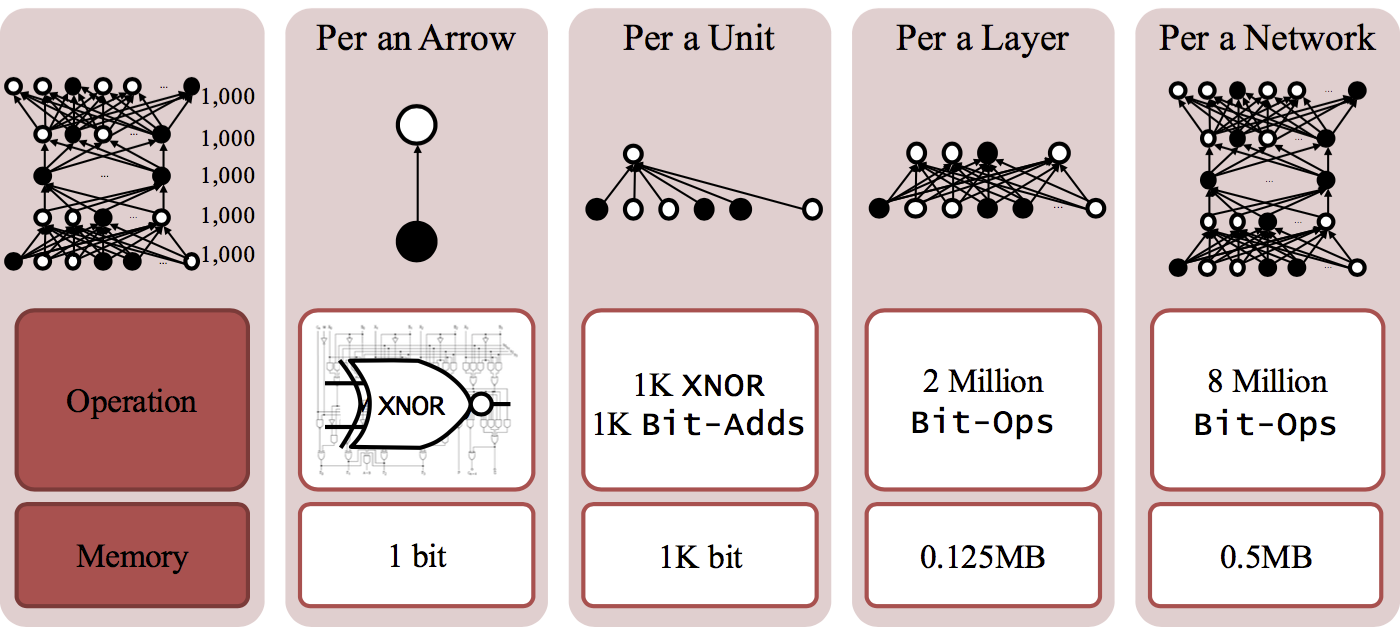 Per an Arrow
Per a Unit
Per a Layer
Per a Network
1,000
1,000
1,000
1,000
1,000
...
...
...
...
...
...
...
...
...
...
...
Operation
XNOR
1K XNOR
1K Bit-Adds
2 Million
Bit-Ops
8 Million
Bit-Ops
Memory
1 bit
1K bit
0.125MB
0.5MB